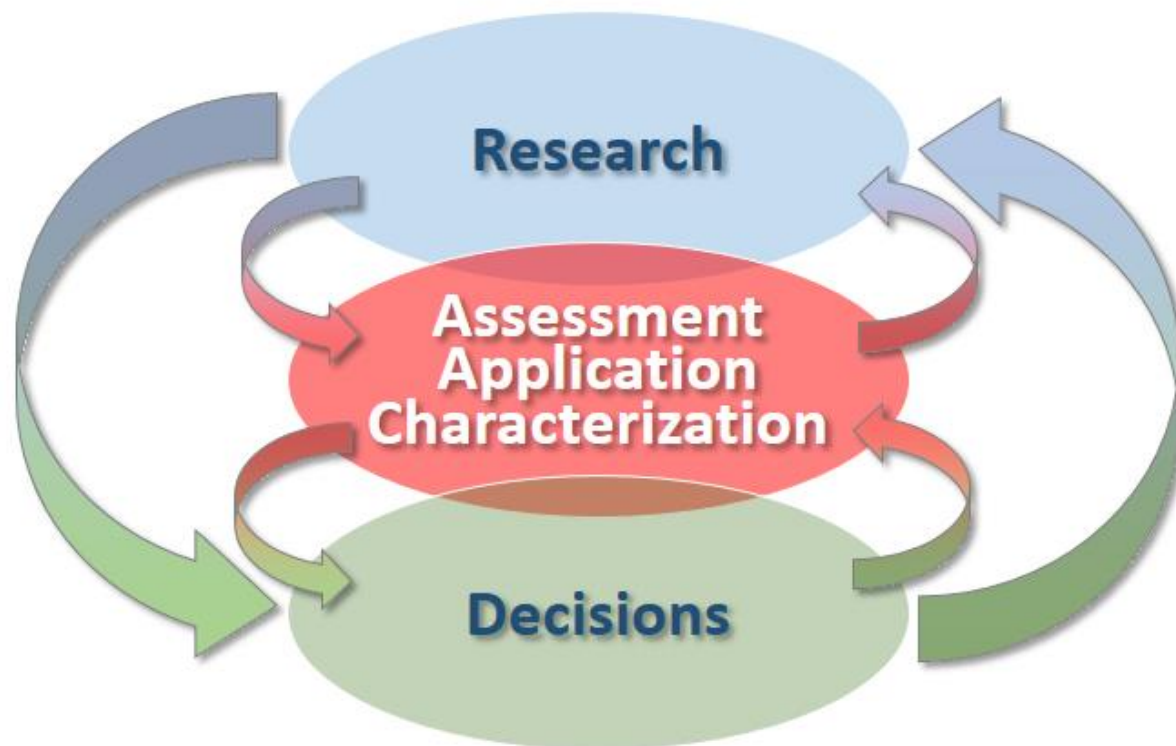 Research
Assessment
Application
Characterization
Decisions